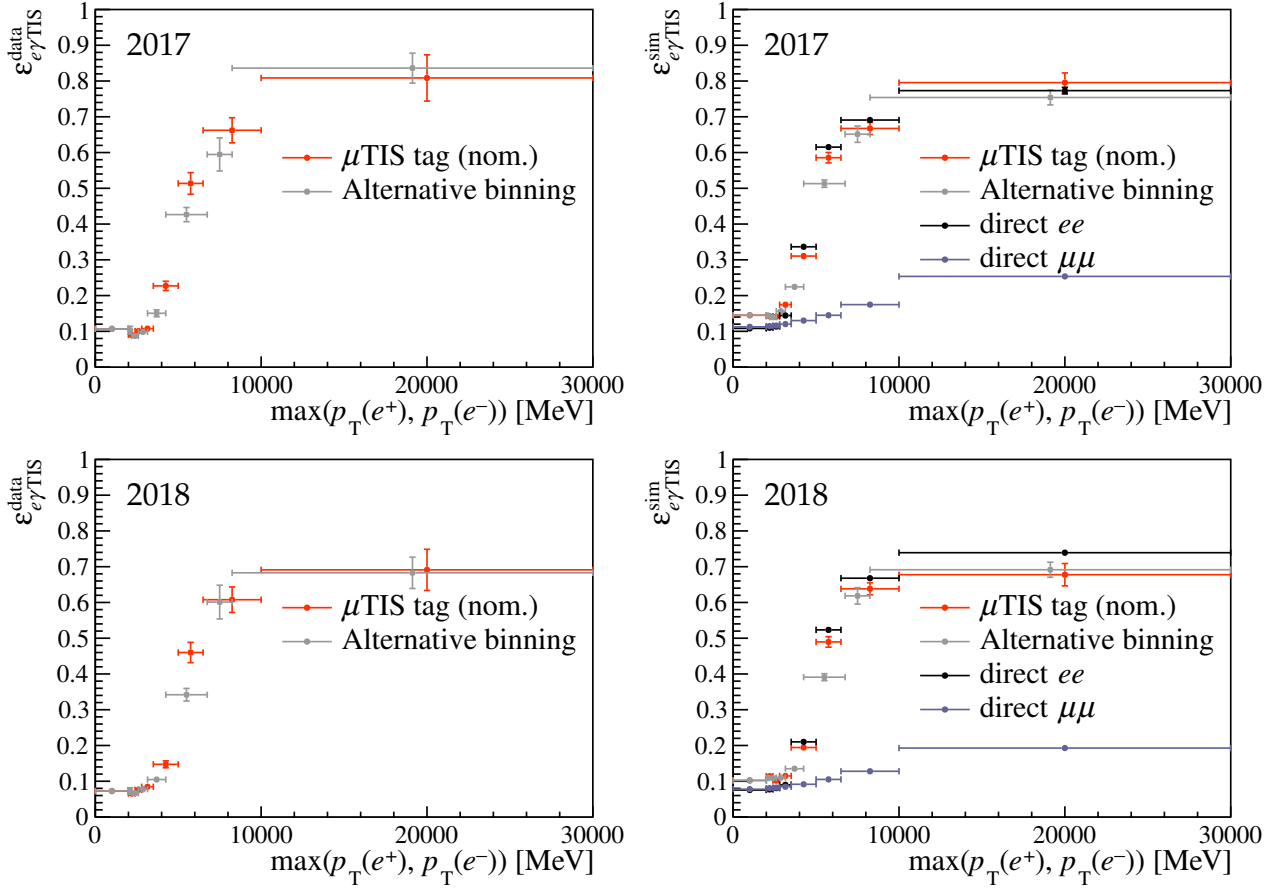 ε^data_eγTIS
2017
1
0.9
0.8
0.7
0.6
0.5
0.4
0.3
0.2
0.1
0
μTIS tag (nom.)
Alternative binning
0 10000 20000 30000
max(p_T(e⁺), p_T(e⁻)) [MeV]
ε^sim_eγTIS
2017
1
0.9
0.8
0.7
0.6
0.5
0.4
0.3
0.2
0.1
0
μTIS tag (nom.)
Alternative binning
direct ee
direct μμ
0 10000 20000 30000
max(p_T(e⁺), p_T(e⁻)) [MeV]
ε^data_eγTIS
2018
1
0.9
0.8
0.7
0.6
0.5
0.4
0.3
0.2
0.1
0
μTIS tag (nom.)
Alternative binning
0 10000 20000 30000
max(p_T(e⁺), p_T(e⁻)) [MeV]
ε^sim_eγTIS
2018
1
0.9
0.8
0.7
0.6
0.5
0.4
0.3
0.2
0.1
0
μTIS tag (nom.)
Alternative binning
direct ee
direct μμ
0 10000 20000 30000
max(p_T(e⁺), p_T(e⁻)) [MeV]